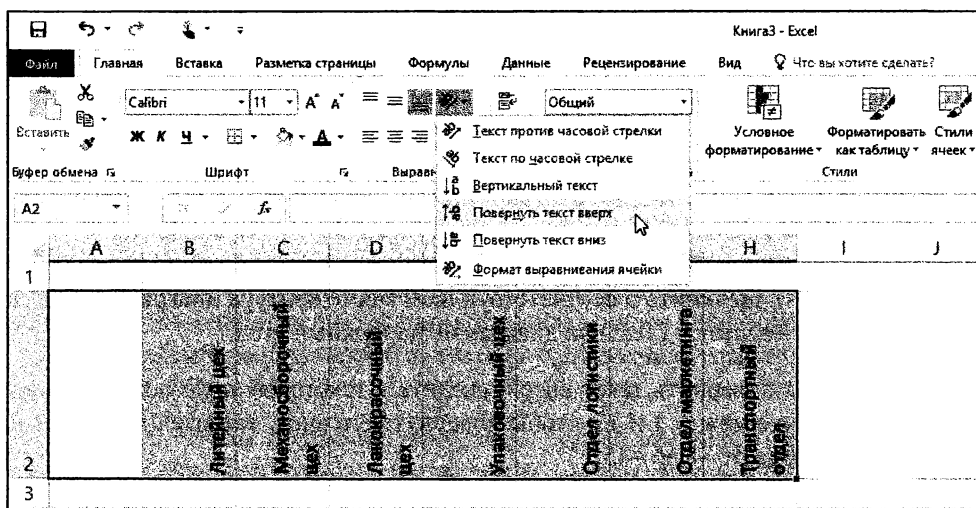 Книга3 - Excel
Файл Главная Вставка Разметка страницы Формулы Данные Рецензирование Вид Что вы хотите сделать?
Calibri 11 A A Общий
Вставить Ж К Ч А Условное форматирование Форматировать как таблицу Стили ячеек
Буфер обмена Шрифт Выравн Стили
Текст против часовой стрелки
Текст по часовой стрелке
Вертикальный текст
Повернуть текст вверх
Повернуть текст вниз
Формат выравнивания ячейки
A2 fx
A B C D H I J
1
2
Литейный цех
Механосборочный
цех
Лакокрасочный
цех
Упаковочный цех
Отдел логистики
Отдел маркетинга
Транспортный
отдел
3